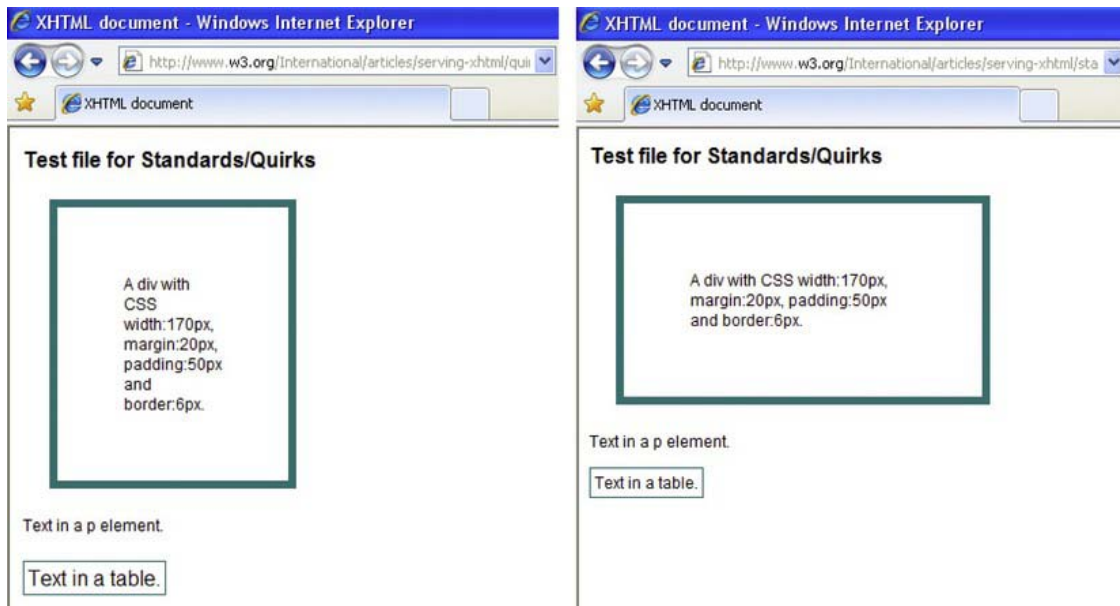 XHTML document - Windows Internet Explorer
http://www.w3.org/International/articles/serving-xhtml/qui
XHTML document
Test file for Standards/Quirks
A div with
CSS
width:170px,
margin:20px,
padding:50px
and
border:6px.
Text in a p element.
Text in a table.
XHTML document - Windows Internet Explorer
http://www.w3.org/International/articles/serving-xhtml/sta
XHTML document
Test file for Standards/Quirks
A div with CSS width:170px,
margin:20px, padding:50px
and border:6px.
Text in a p element.
Text in a table.